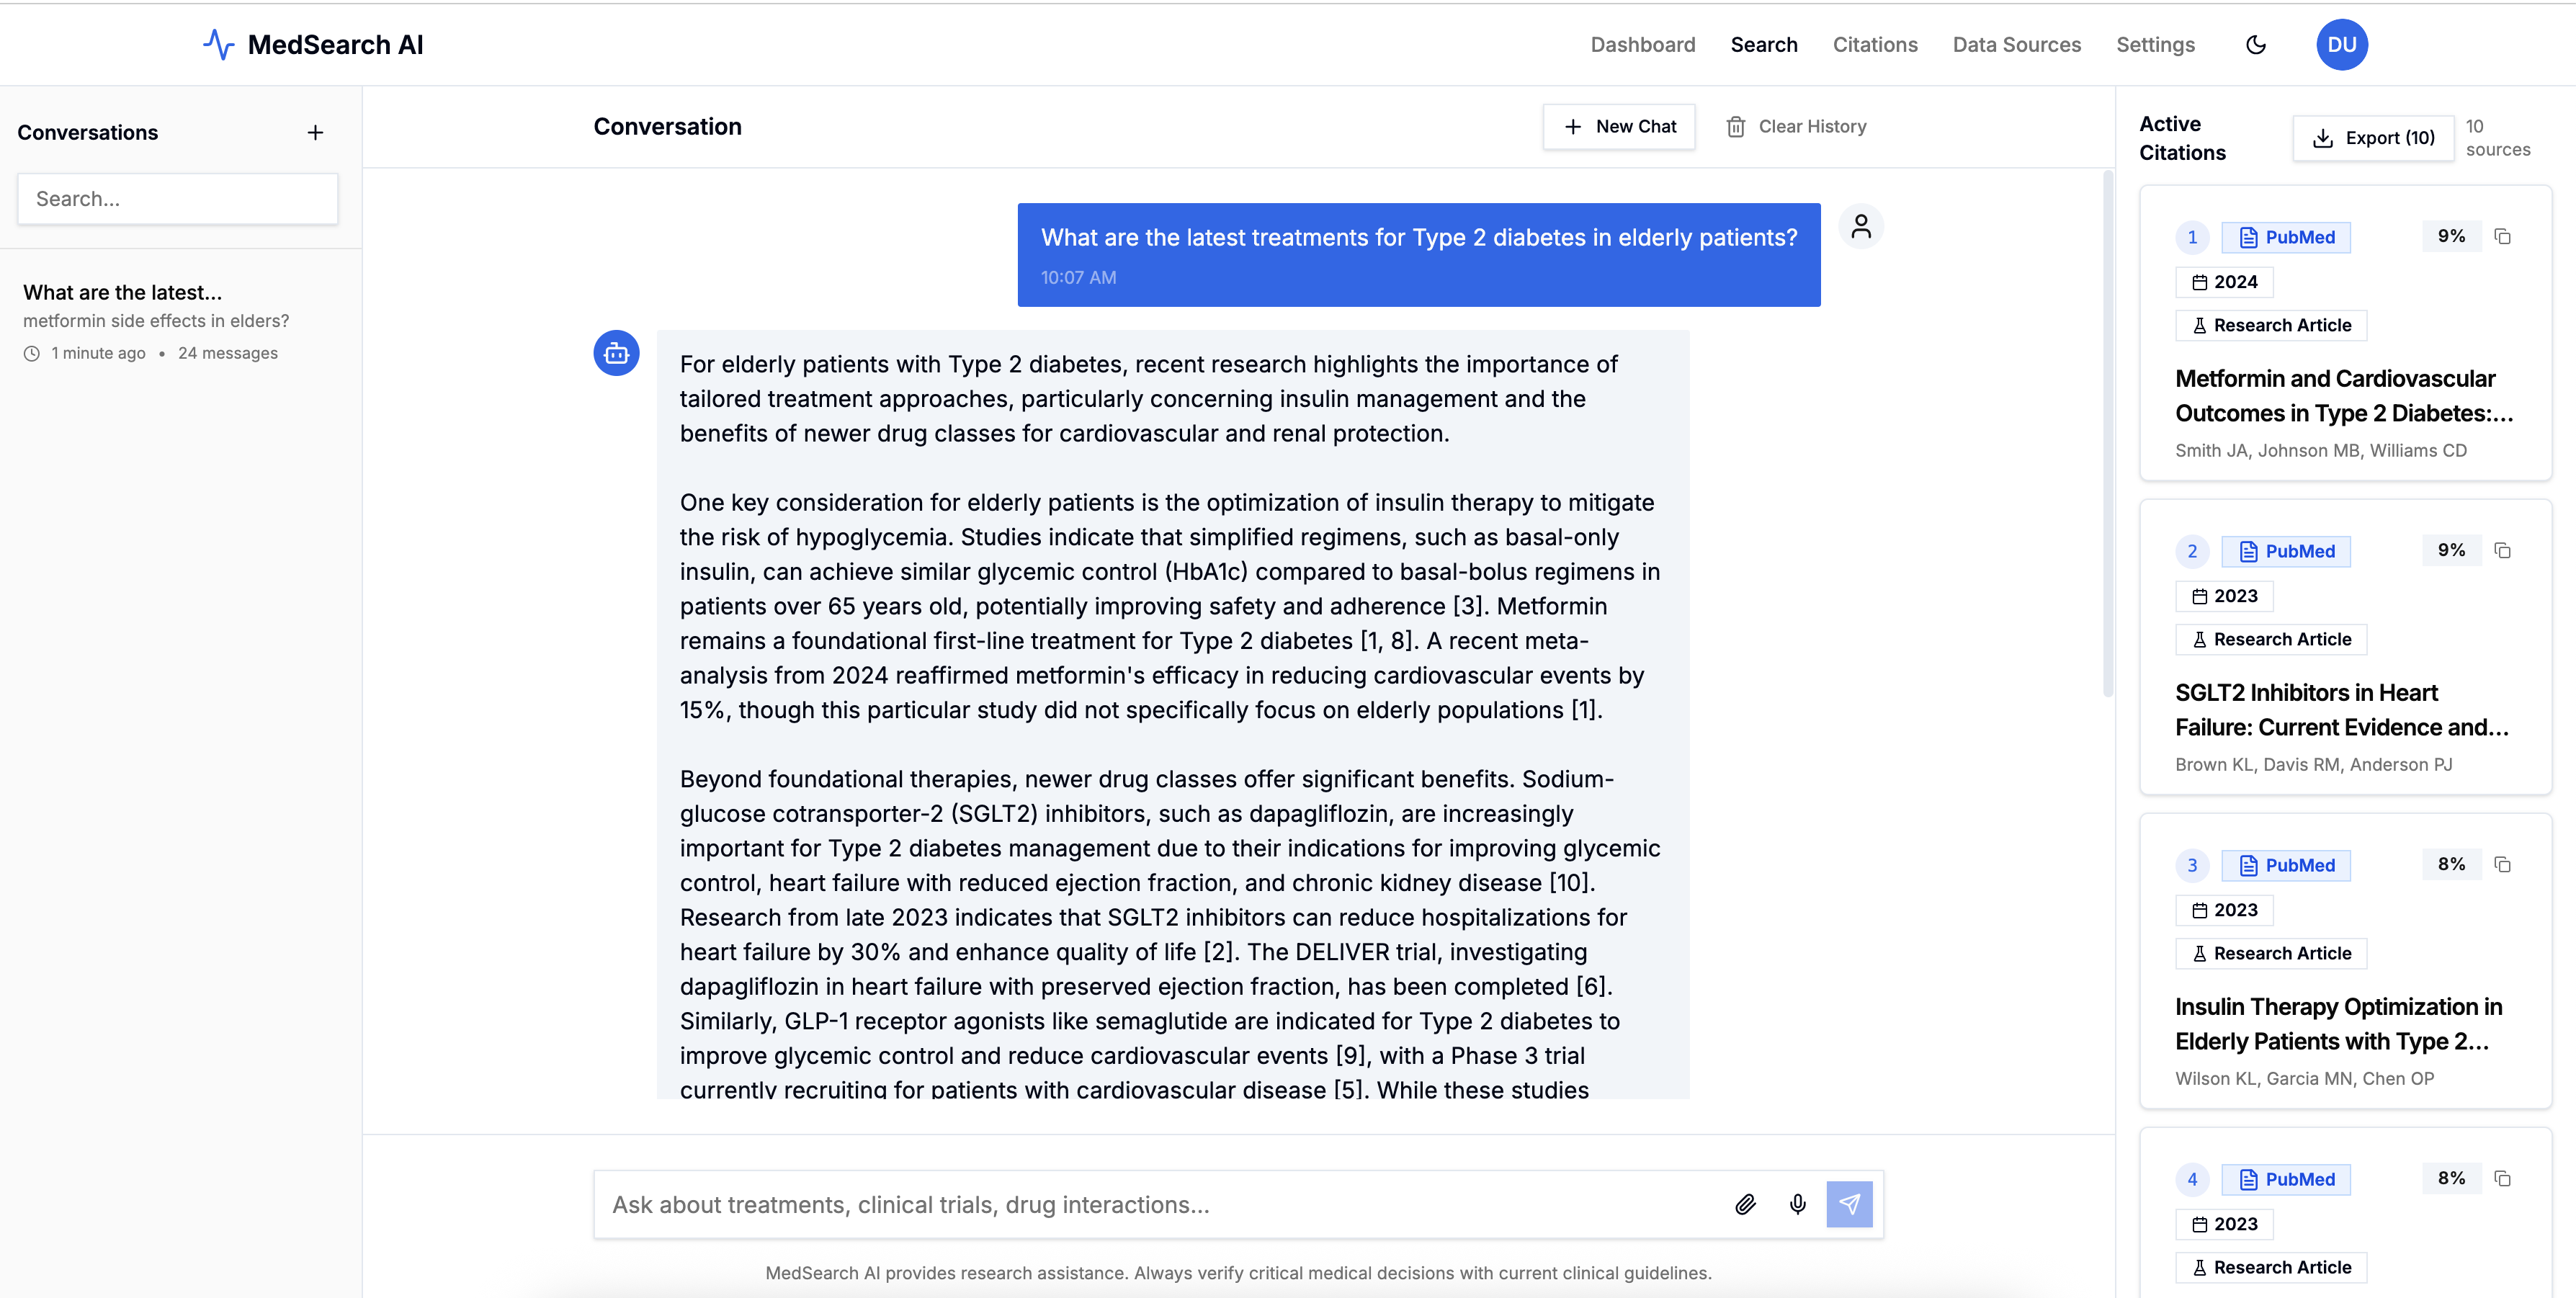 MedSearch AI
Dashboard
Search
Citations
Data Sources
Settings
DU
Conversations
Search...
What are the latest...
metformin side effects in elders?
1 minute ago • 24 messages
Conversation
New Chat
Clear History
What are the latest treatments for Type 2 diabetes in elderly patients?
10:07 AM
For elderly patients with Type 2 diabetes, recent research highlights the importance of
tailored treatment approaches, particularly concerning insulin management and the
benefits of newer drug classes for cardiovascular and renal protection.
One key consideration for elderly patients is the optimization of insulin therapy to mitigate
the risk of hypoglycemia. Studies indicate that simplified regimens, such as basal-only
insulin, can achieve similar glycemic control (HbA1c) compared to basal-bolus regimens in
patients over 65 years old, potentially improving safety and adherence [3]. Metformin
remains a foundational first-line treatment for Type 2 diabetes [1, 8]. A recent meta-
analysis from 2024 reaffirmed metformin's efficacy in reducing cardiovascular events by
15%, though this particular study did not specifically focus on elderly populations [1].
Beyond foundational therapies, newer drug classes offer significant benefits. Sodium-
glucose cotransporter-2 (SGLT2) inhibitors, such as dapagliflozin, are increasingly
important for Type 2 diabetes management due to their indications for improving glycemic
control, heart failure with reduced ejection fraction, and chronic kidney disease [10].
Research from late 2023 indicates that SGLT2 inhibitors can reduce hospitalizations for
heart failure by 30% and enhance quality of life [2]. The DELIVER trial, investigating
dapagliflozin in heart failure with preserved ejection fraction, has been completed [6].
Similarly, GLP-1 receptor agonists like semaglutide are indicated for Type 2 diabetes to
improve glycemic control and reduce cardiovascular events [9], with a Phase 3 trial
currently recruiting for patients with cardiovascular disease [5]. While these studies
Ask about treatments, clinical trials, drug interactions...
MedSearch AI provides research assistance. Always verify critical medical decisions with current clinical guidelines.
Active
Citations
Export (10)
10
sources
1
PubMed
9%
2024
Research Article
Metformin and Cardiovascular
Outcomes in Type 2 Diabetes:...
Smith JA, Johnson MB, Williams CD
2
PubMed
9%
2023
Research Article
SGLT2 Inhibitors in Heart
Failure: Current Evidence and...
Brown KL, Davis RM, Anderson PJ
3
PubMed
8%
2023
Research Article
Insulin Therapy Optimization in
Elderly Patients with Type 2...
Wilson KL, Garcia MN, Chen OP
4
PubMed
8%
2023
Research Article